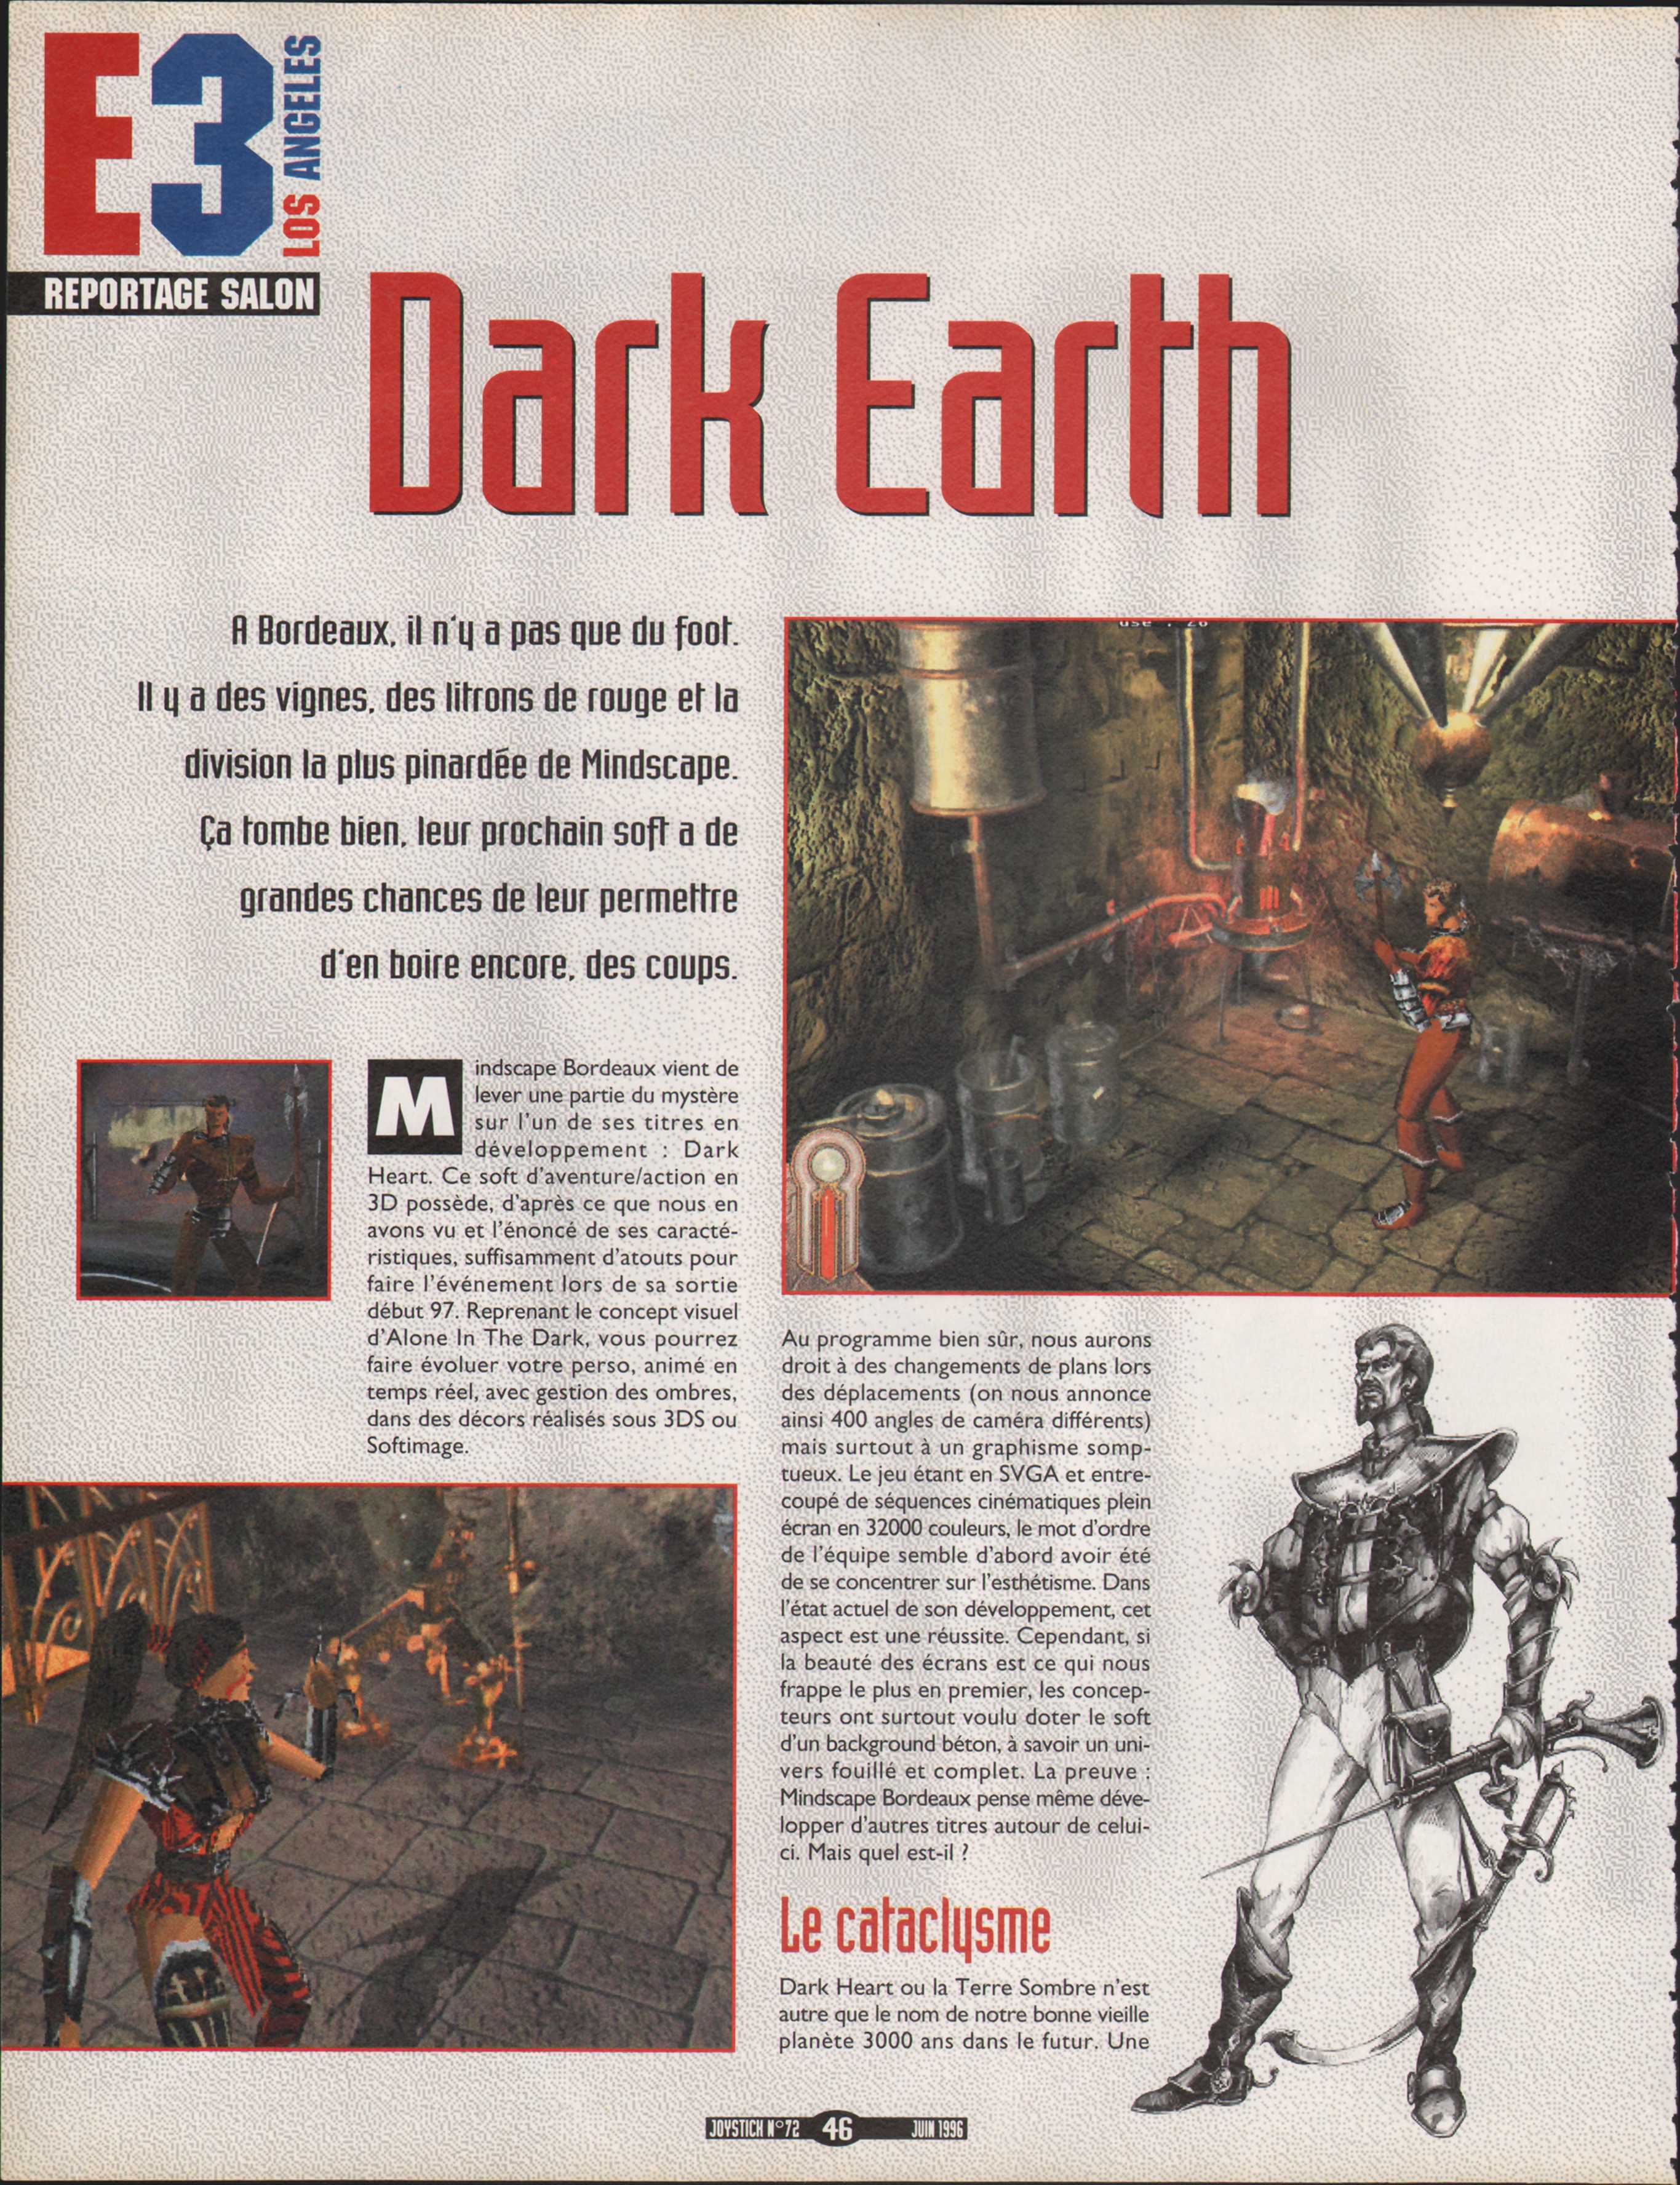 E3
LOS ANGELES
REPORTAGE SALON
Dark Earth
A Bordeaux, il n'y a pas que du foot.
Il y a des vignes, des litrons de rouge et la
division la plus pinardée de Mindscape.
Ça tombe bien, leur prochain soft a de
grandes chances de leur permettre
d'en boire encore, des coups.
Mindscape Bordeaux vient de
lever une partie du mystère
sur l'un de ses titres en
développement : Dark
Heart. Ce soft d'aventure/action en
3D possède, d'après ce que nous en
avons vu et l'énoncé de ses caracté-
ristiques, suffisamment d'atouts pour
faire l'événement lors de sa sortie
début 97. Reprenant le concept visuel
d'Alone In The Dark, vous pourrez
faire évoluer votre perso, animé en
temps réel, avec gestion des ombres,
dans des décors réalisés sous 3DS ou
Softimage.
Au programme bien sûr, nous aurons
droit à des changements de plans lors
des déplacements (on nous annonce
ainsi 400 angles de caméra différents)
mais surtout à un graphisme somp-
tueux. Le jeu étant en SVGA et entre-
coupé de séquences cinématiques plein
écran en 32000 couleurs, le mot d'ordre
de l'équipe semble d'abord avoir été
de se concentrer sur l'esthétisme. Dans
l'état actuel de son développement, cet
aspect est une réussite. Cependant, si
la beauté des écrans est ce qui nous
frappe le plus en premier, les concep-
teurs ont surtout voulu doter le soft
d'un background béton, à savoir un uni-
vers fouillé et complet. La preuve :
Mindscape Bordeaux pense même déve-
lopper d'autres titres autour de celui-
ci. Mais quel est-il ?
Le cataclysme
Dark Heart ou la Terre Sombre n'est
autre que le nom de notre bonne vieille
planète 3000 ans dans le futur. Une
JOYSTICK N°72 46 JUIN 1996